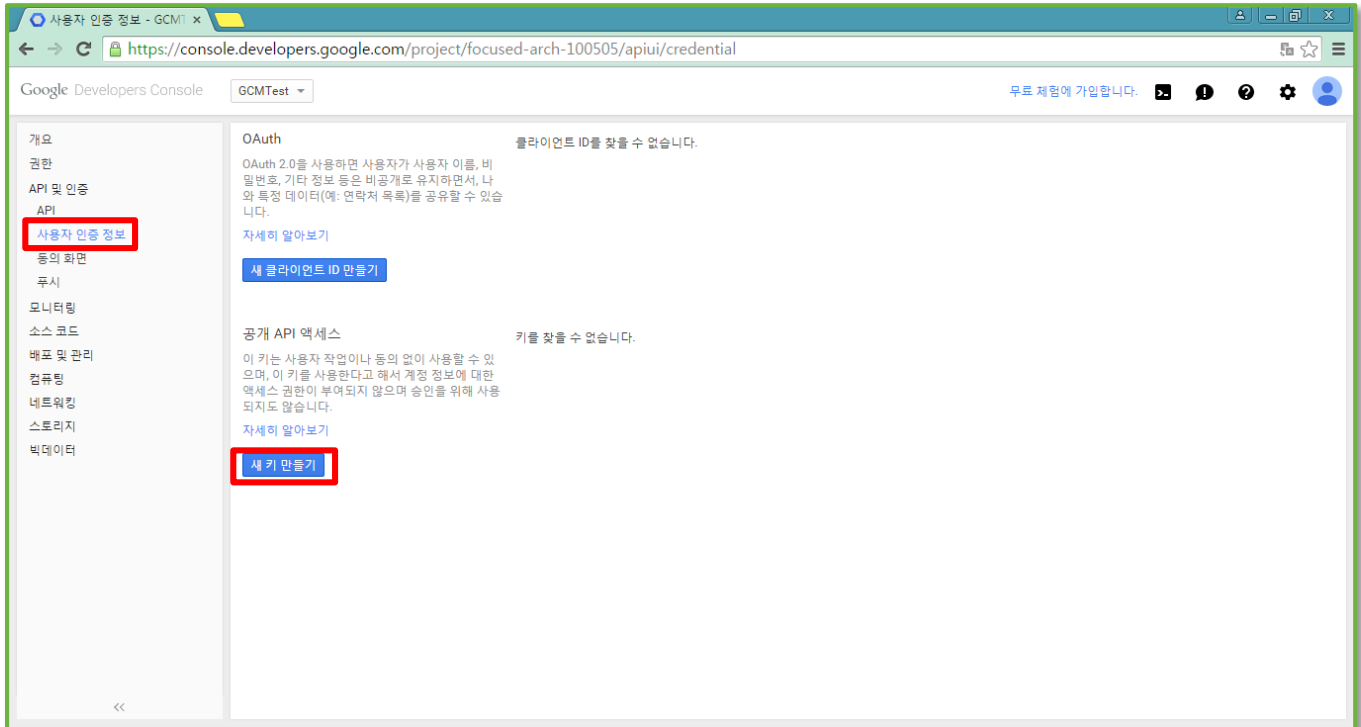 사용자 인증 정보 - GCMT
https://console.developers.google.com/project/focused-arch-100505/apiui/credential
Google Developers Console
GCMTest
무료 체험에 가입합니다.
개요
권한
API 및 인증
API
사용자 인증 정보
동의 화면
푸시
모니터링
소스 코드
배포 및 관리
컴퓨팅
네트워킹
스토리지
빅데이터
OAuth
클라이언트 ID를 찾을 수 없습니다.
OAuth 2.0을 사용하면 사용자가 사용자 이름, 비
밀번호, 기타 정보 등은 비공개로 유지하면서, 나
와 특정 데이터(예: 연락처 목록)를 공유할 수 있습
니다.
자세히 알아보기
새 클라이언트 ID 만들기
공개 API 액세스
키를 찾을 수 없습니다.
이 키는 사용자 작업이나 동의 없이 사용할 수 있
으며, 이 키를 사용한다고 해서 계정 정보에 대한
액세스 권한이 부여되지 않으며 승인을 위해 사용
되지도 않습니다.
자세히 알아보기
새 키 만들기